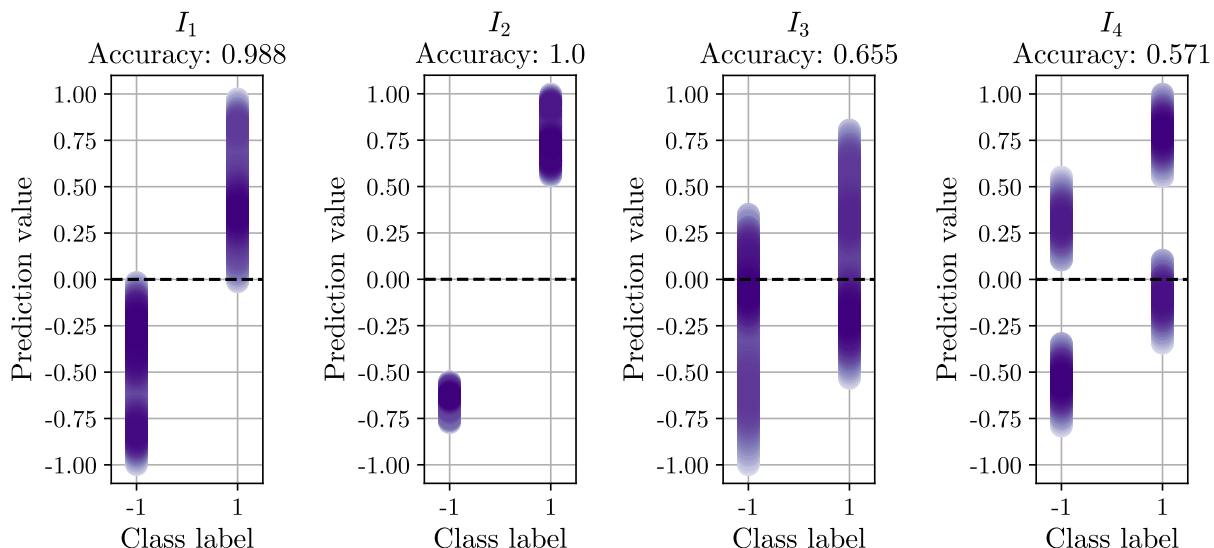 I₁
Accuracy: 0.988
Prediction value
1.00
0.75
0.50
0.25
0.00
-0.25
-0.50
-0.75
-1.00
-1
1
Class label
I₂
Accuracy: 1.0
Prediction value
1.00
0.75
0.50
0.25
0.00
-0.25
-0.50
-0.75
-1.00
-1
1
Class label
I₃
Accuracy: 0.655
Prediction value
1.00
0.75
0.50
0.25
0.00
-0.25
-0.50
-0.75
-1.00
-1
1
Class label
I₄
Accuracy: 0.571
Prediction value
1.00
0.75
0.50
0.25
0.00
-0.25
-0.50
-0.75
-1.00
-1
1
Class label